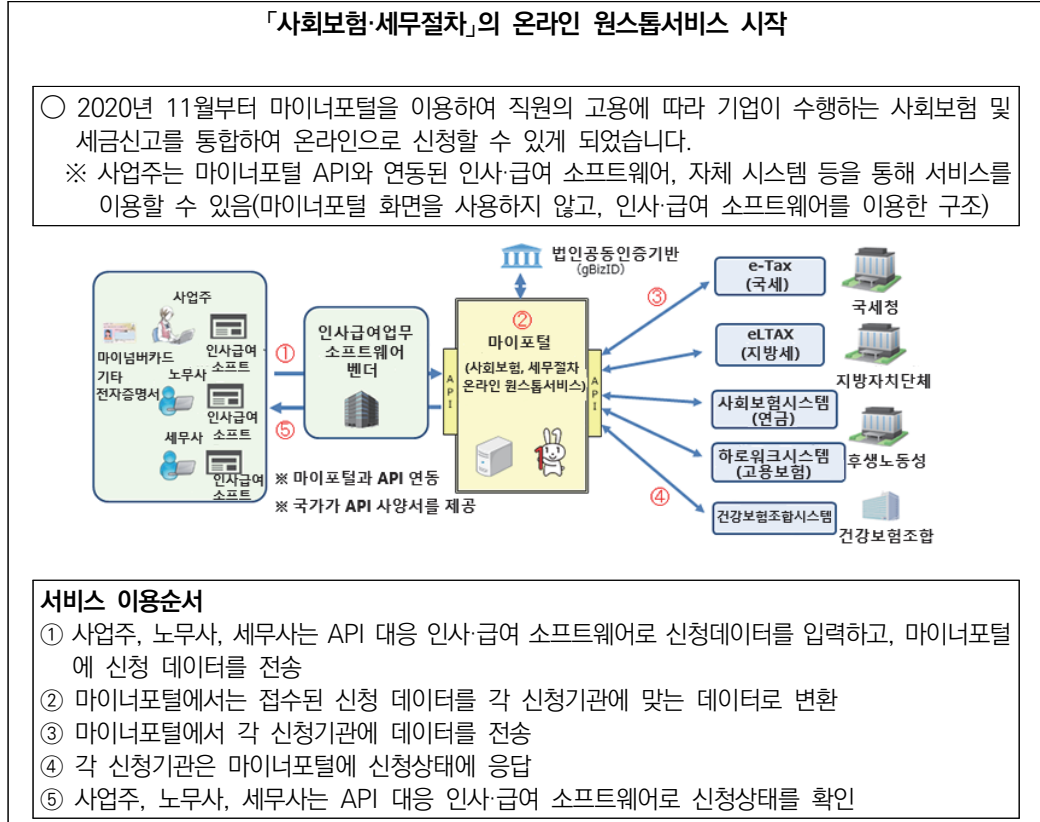 「사회보험·세무절차」의 온라인 원스톱서비스 시작
○ 2020년 11월부터 마이너포털을 이용하여 직원의 고용에 따라 기업이 수행하는 사회보험 및
세금신고를 통합하여 온라인으로 신청할 수 있게 되었습니다.
※ 사업주는 마이너포털 API와 연동된 인사·급여 소프트웨어, 자체 시스템 등을 통해 서비스를
이용할 수 있음(마이너포털 화면을 사용하지 않고, 인사·급여 소프트웨어를 이용한 구조)
사업주
마이넘버카드
기타
전자증명서
인사급여
소프트
노무사
인사급여
소프트
세무사
인사급여
소프트
①
⑤
인사급여업무
소프트웨어
벤더
※ 마이포털과 API 연동
※ 국가가 API 사양서를 제공
법인공동인증기반
(gBizID)
②
마이포털
(사회보험, 세무절차
온라인 원스톱서비스)
API
API
③
④
e-Tax
(국세)
국세청
eLTAX
(지방세)
지방자치단체
사회보험시스템
(연금)
하로워크시스템
(고용보험)
후생노동성
건강보험조합시스템
건강보험조합
서비스 이용순서
① 사업주, 노무사, 세무사는 API 대응 인사·급여 소프트웨어로 신청데이터를 입력하고, 마이너포털
에 신청 데이터를 전송
② 마이너포털에서는 접수된 신청 데이터를 각 신청기관에 맞는 데이터로 변환
③ 마이너포털에서 각 신청기관에 데이터를 전송
④ 각 신청기관은 마이너포털에 신청상태에 응답
⑤ 사업주, 노무사, 세무사는 API 대응 인사·급여 소프트웨어로 신청상태를 확인